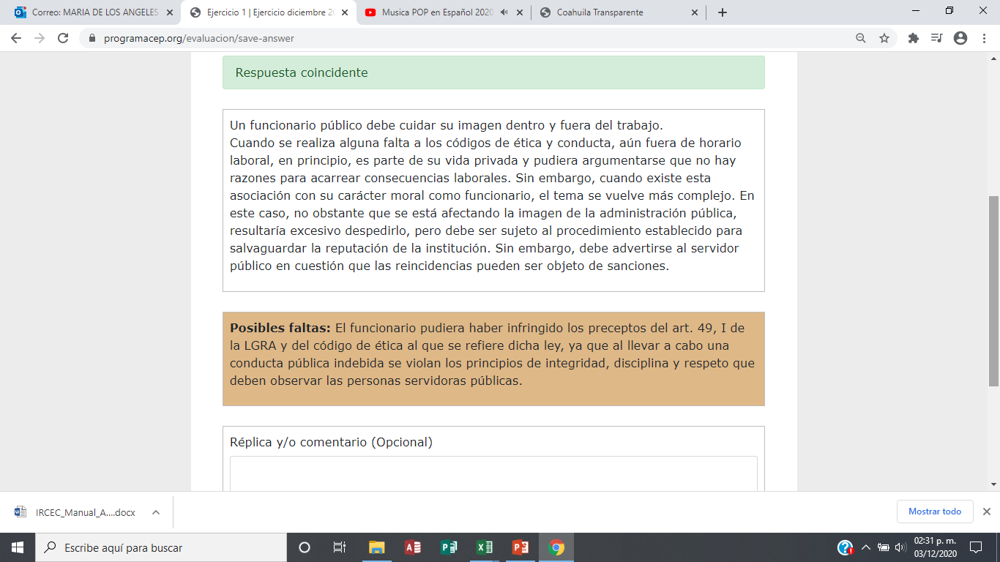 Correo: MARIA DE LOS ANGELES
Ejercicio 1 | Ejercicio diciembre 20
Musica POP en Español 2020
Coahuila Transparente
programacep.org/evaluacion/save-answer
Respuesta coincidente
Un funcionario público debe cuidar su imagen dentro y fuera del trabajo.
Cuando se realiza alguna falta a los códigos de ética y conducta, aún fuera de horario
laboral, en principio, es parte de su vida privada y pudiera argumentarse que no hay
razones para acarrear consecuencias laborales. Sin embargo, cuando existe esta
asociación con su carácter moral como funcionario, el tema se vuelve más complejo. En
este caso, no obstante que se está afectando la imagen de la administración pública,
resultaría excesivo despedirlo, pero debe ser sujeto al procedimiento establecido para
salvaguardar la reputación de la institución. Sin embargo, debe advertirse al servidor
público en cuestión que las reincidencias pueden ser objeto de sanciones.
Posibles faltas: El funcionario pudiera haber infringido los preceptos del art. 49, I de
la LGRA y del código de ética al que se refiere dicha ley, ya que al llevar a cabo una
conducta pública indebida se violan los principios de integridad, disciplina y respeto que
deben observar las personas servidoras públicas.
Réplica y/o comentario (Opcional)
IRCEC_Manual_A....docx
Mostrar todo
Escribe aquí para buscar
02:31 p. m.
03/12/2020